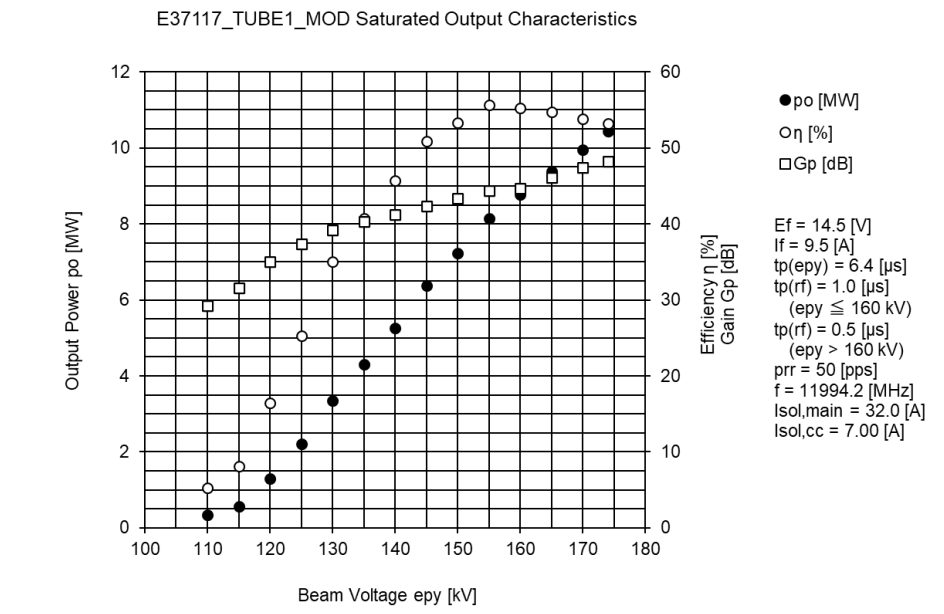 E37117_TUBE1_MOD Saturated Output Characteristics
12
10
8
6
4
2
0
Output Power po [MW]
60
50
40
30
20
10
0
Efficiency η [%]
Gain Gp [dB]
100 110 120 130 140 150 160 170 180
Beam Voltage epy [kV]
po [MW]
η [%]
Gp [dB]
Ef = 14.5 [V]
If = 9.5 [A]
tp(epy) = 6.4 [µs]
tp(rf) = 1.0 [µs]
(epy ≦ 160 kV)
tp(rf) = 0.5 [µs]
(epy > 160 kV)
prr = 50 [pps]
f = 11994.2 [MHz]
Isol,main = 32.0 [A]
Isol,cc = 7.00 [A]